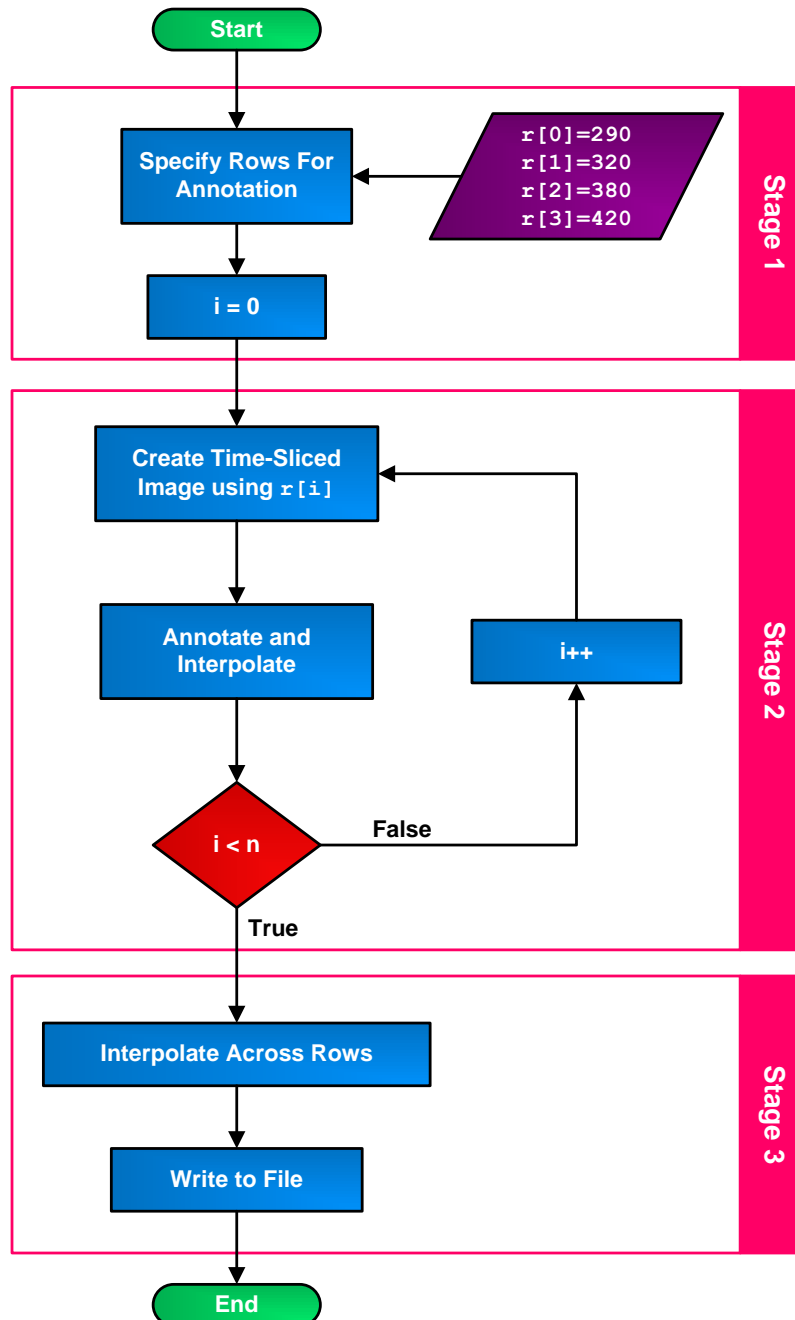 Start
Specify Rows For
Annotation
r[0]=290
r[1]=320
r[2]=380
r[3]=420
i = 0
Stage 1
Create Time-Sliced
Image using r[i]
Annotate and
Interpolate
i++
i < n
False
True
Stage 2
Interpolate Across Rows
Write to File
Stage 3
End